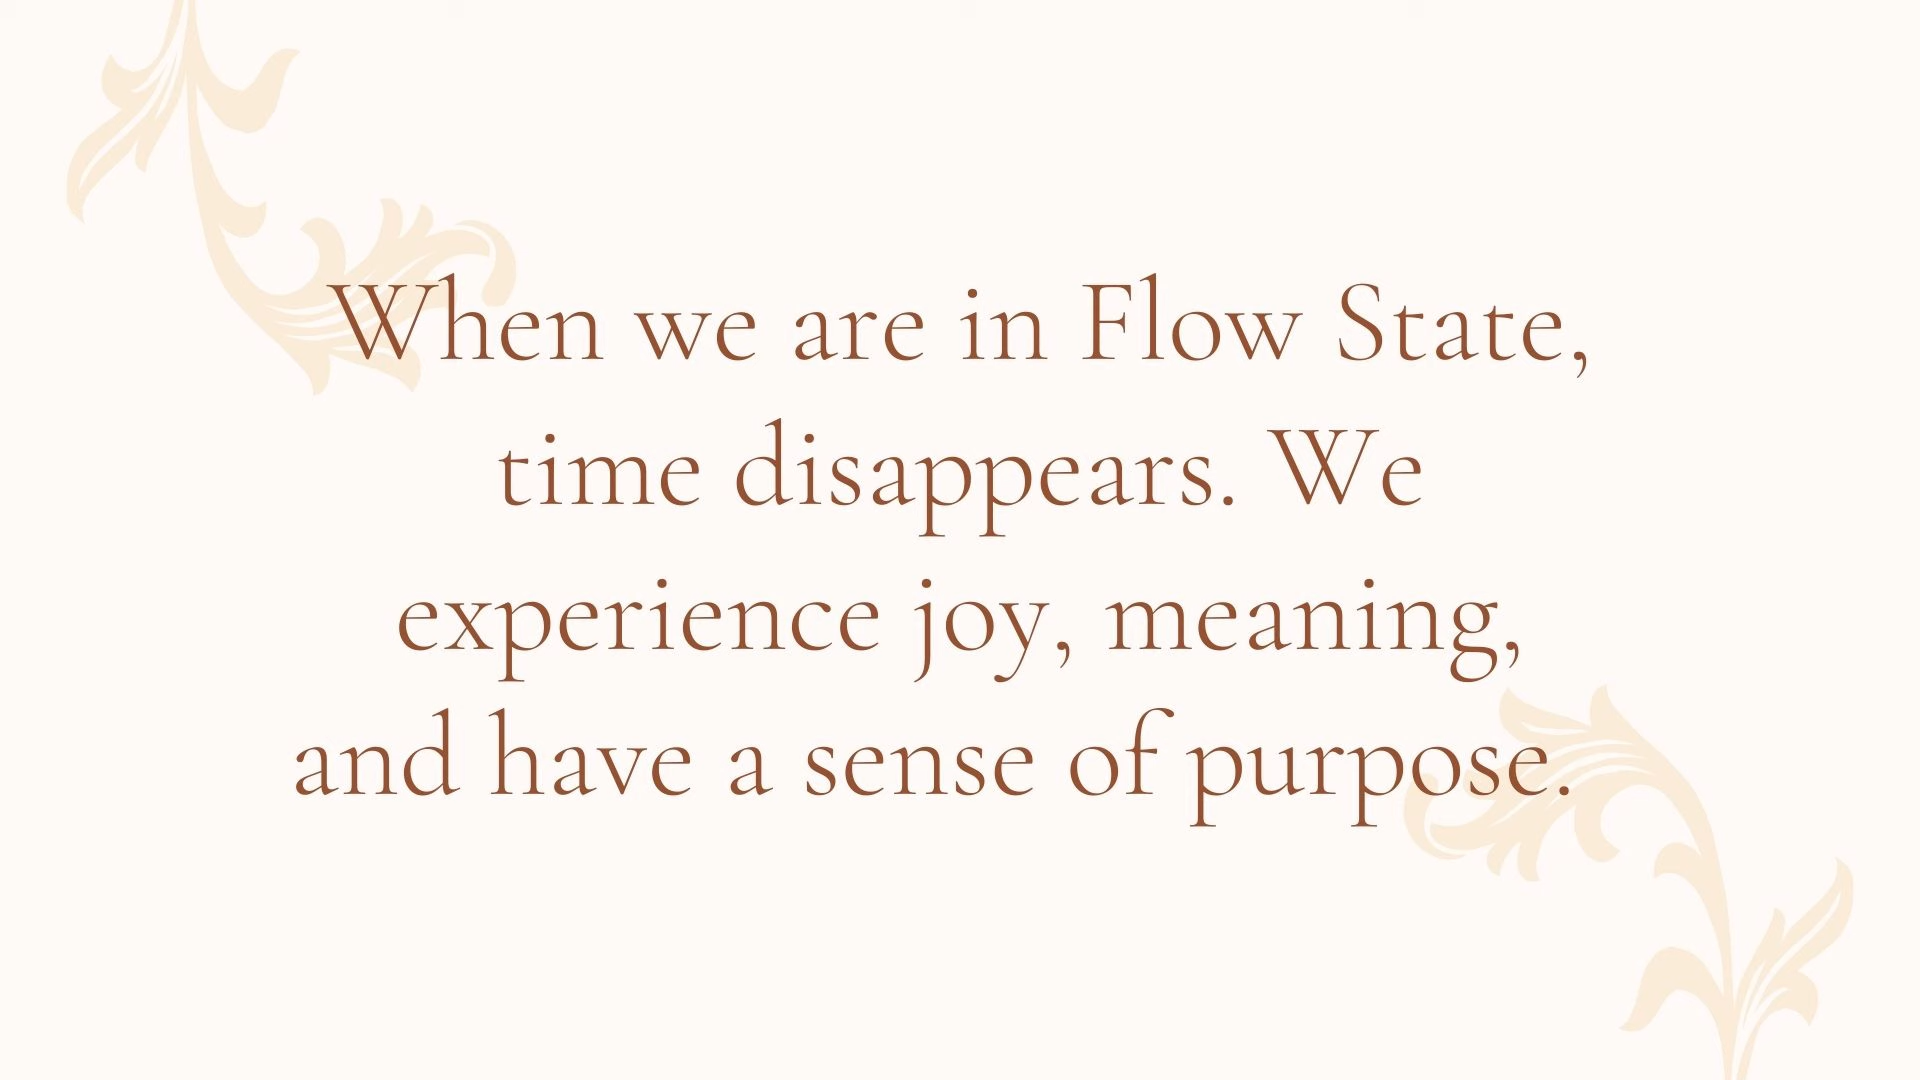 When we are in Flow State,
time disappears. We
experience joy, meaning,
and have a sense of purpose.